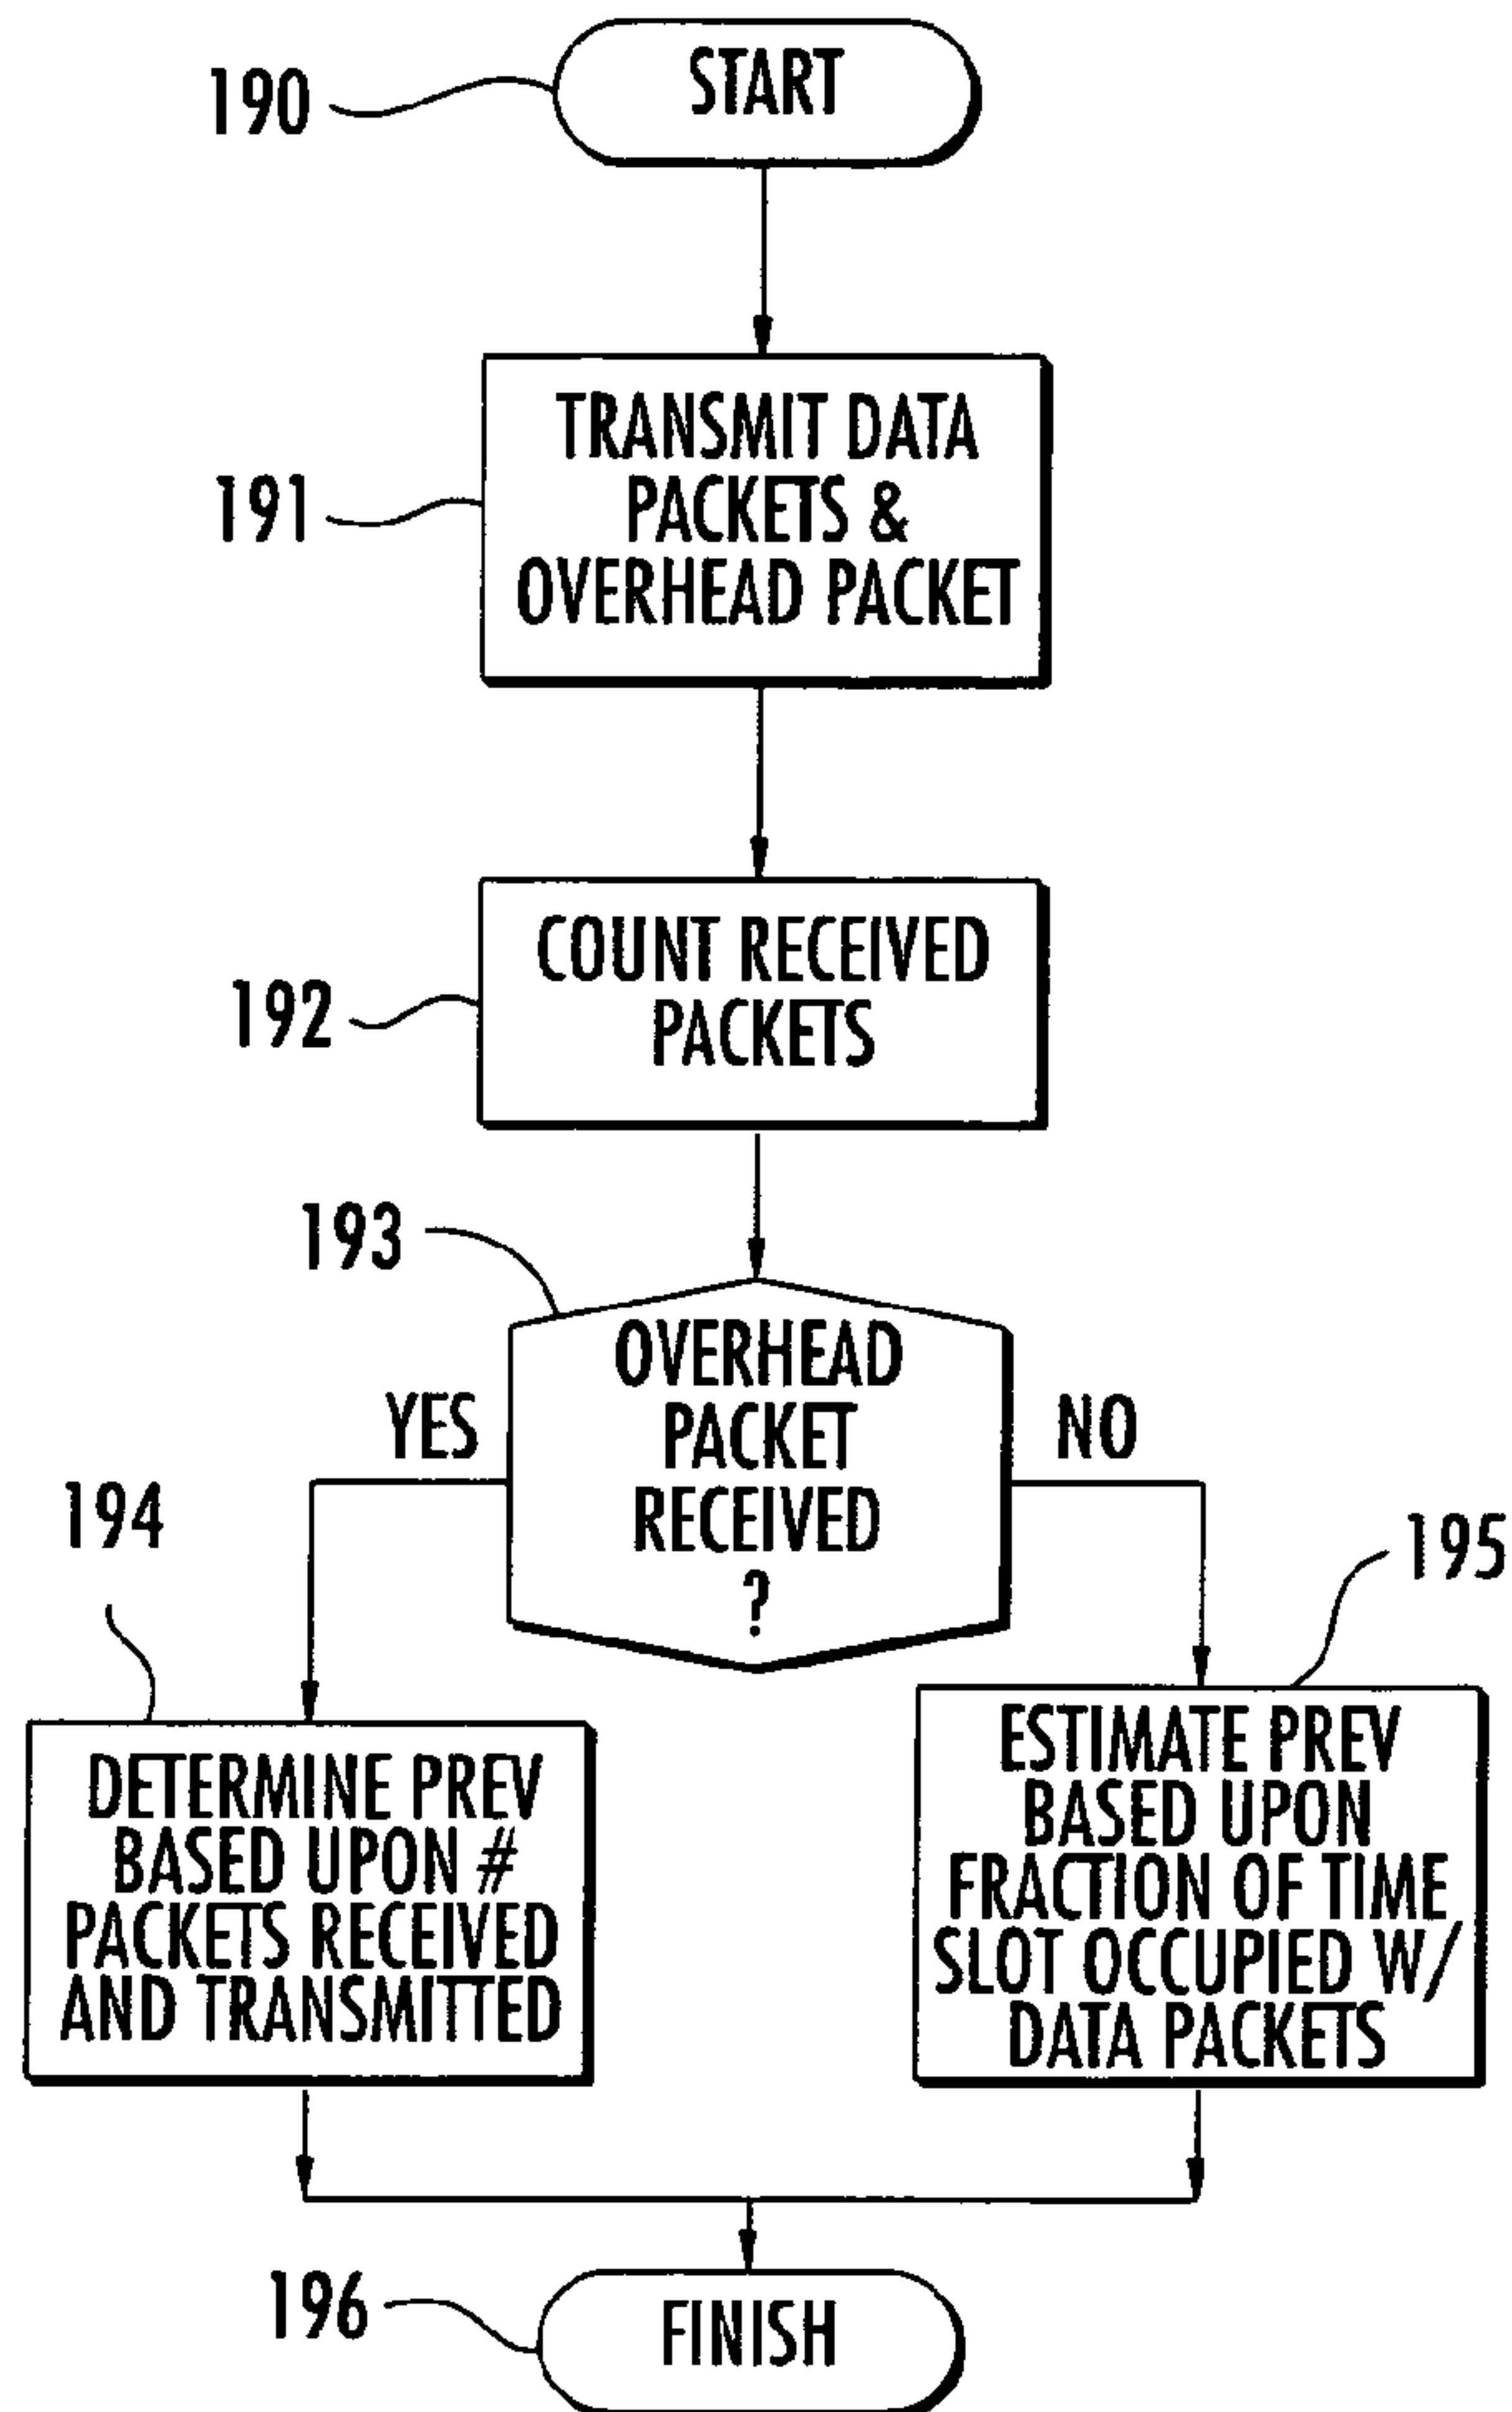 190
START
191
TRANSMIT DATA
PACKETS &
OVERHEAD PACKET
192
COUNT RECEIVED
PACKETS
193
OVERHEAD
PACKET
RECEIVED
?
YES
NO
194
195
DETERMINE PREV
BASED UPON #
PACKETS RECEIVED
AND TRANSMITTED
ESTIMATE PREV
BASED UPON
FRACTION OF TIME
SLOT OCCUPIED W/
DATA PACKETS
196
FINISH